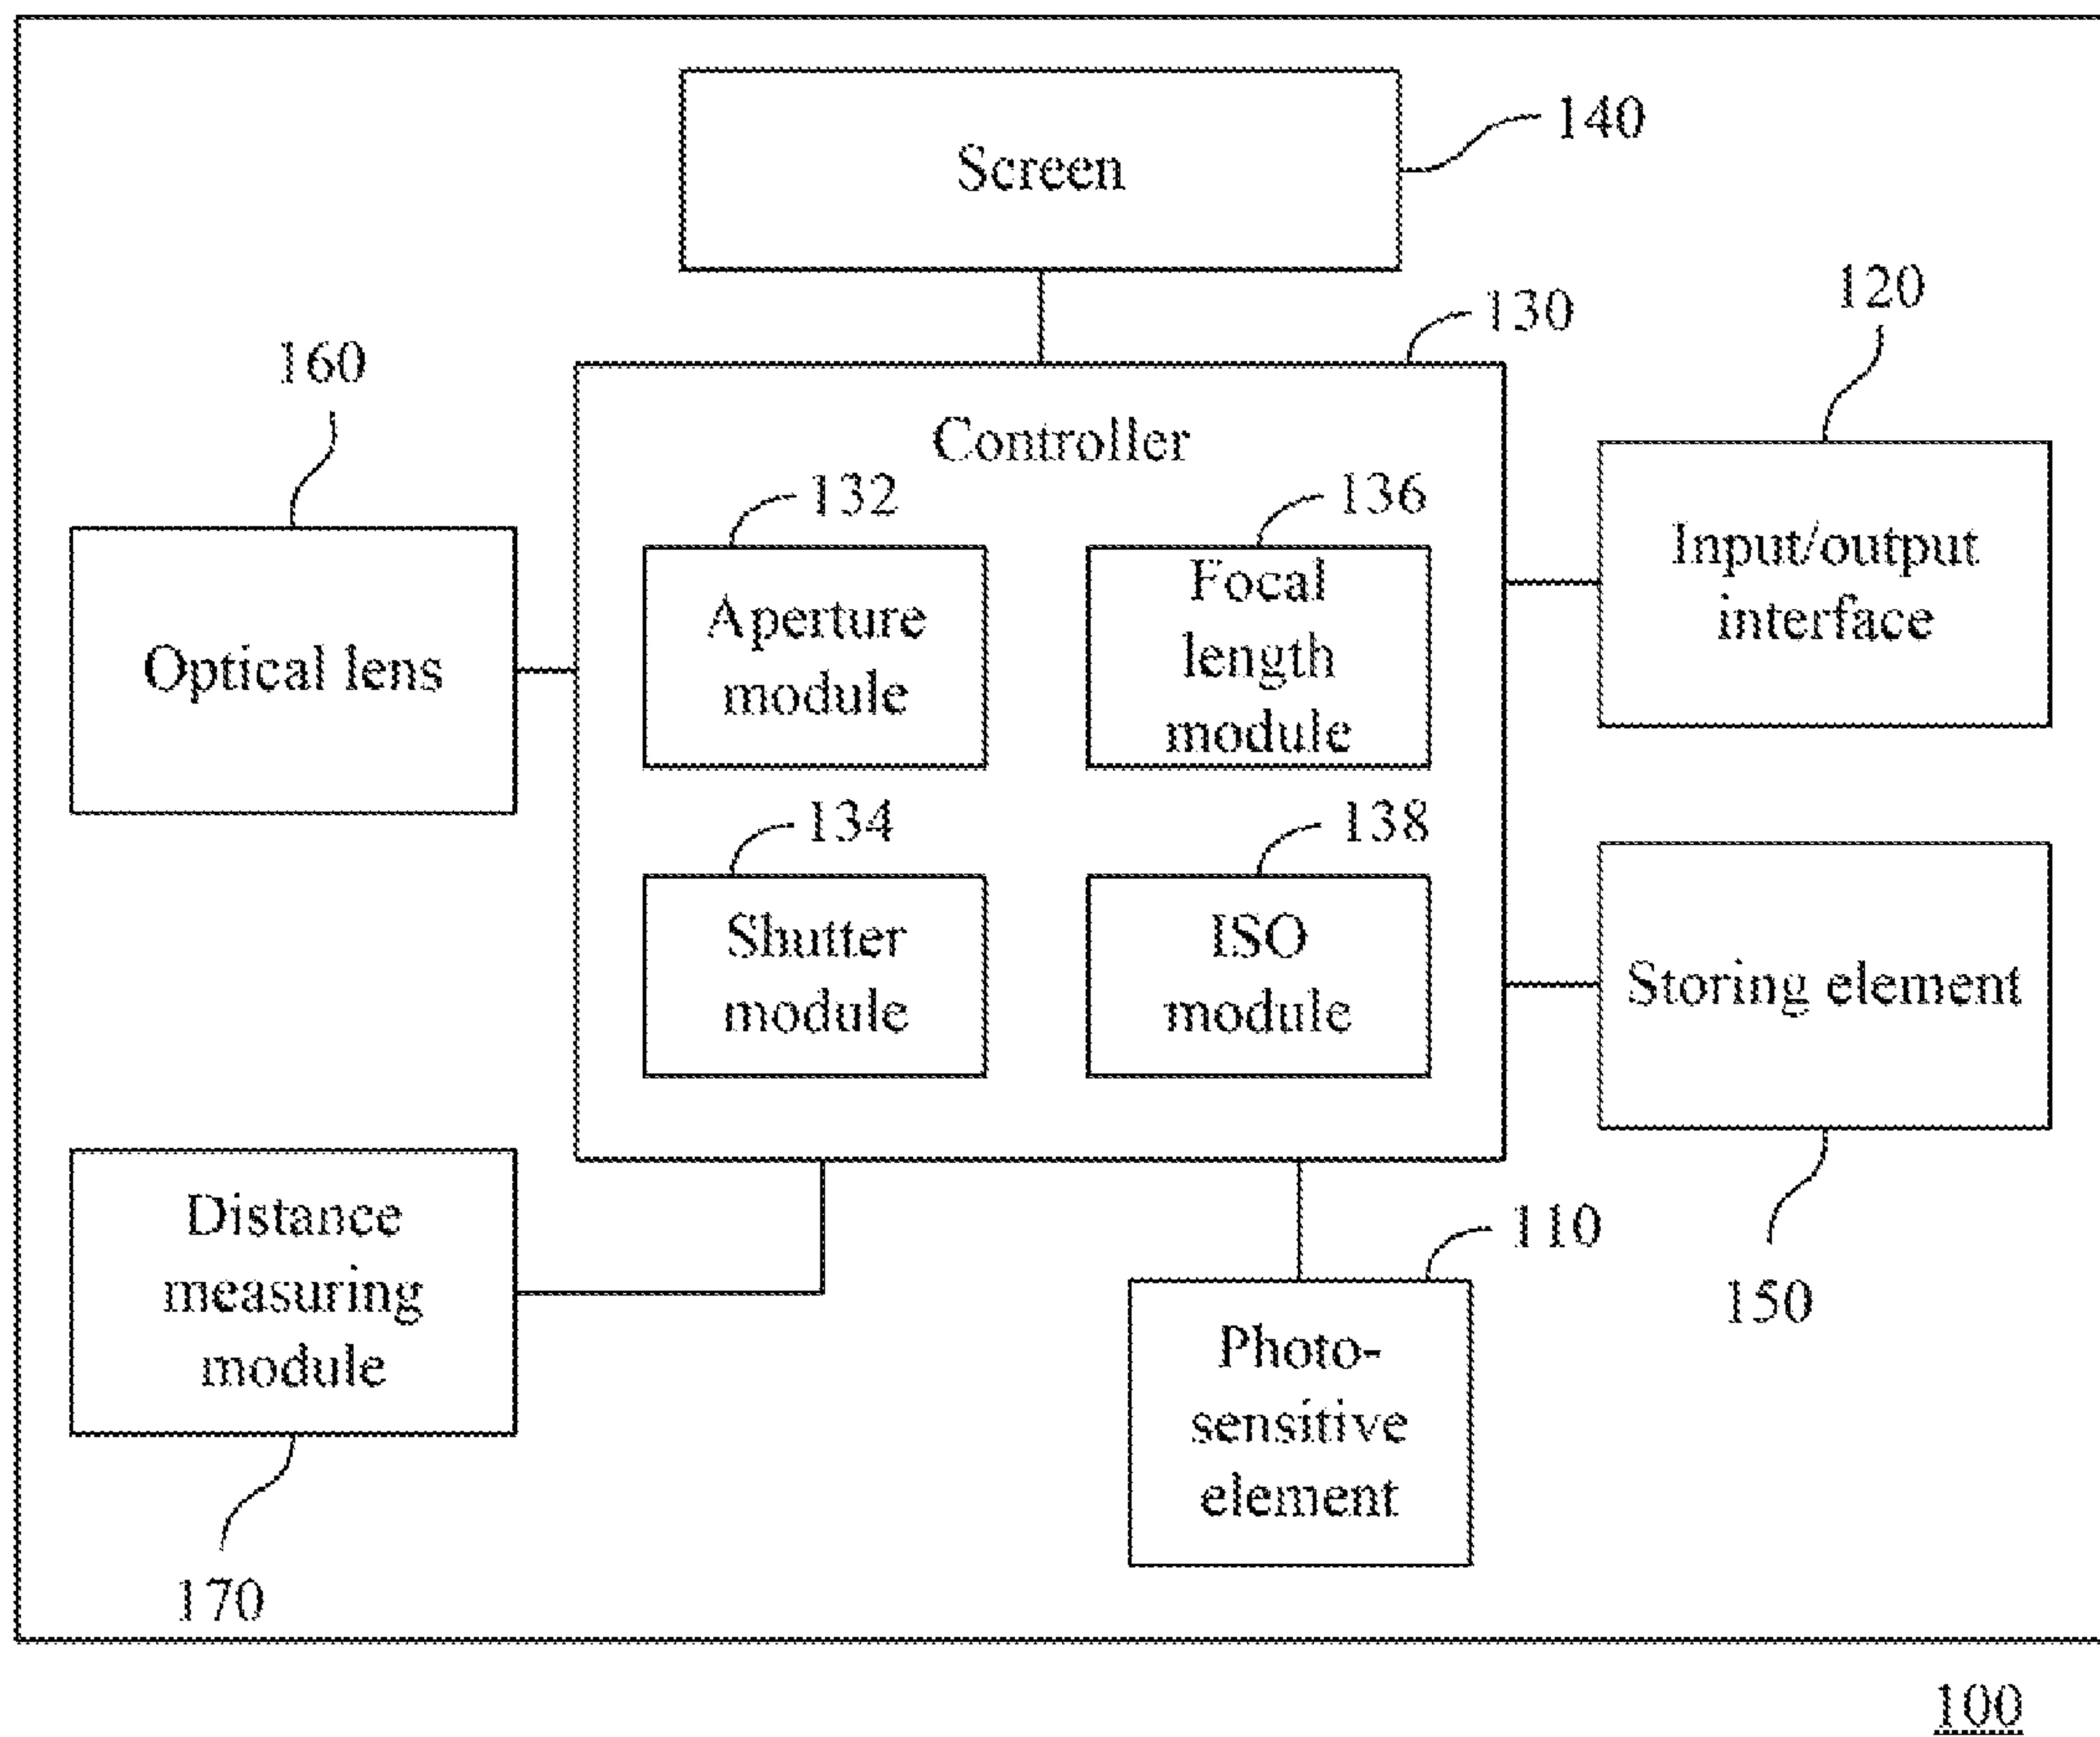 Screen
140
130
120
160
Controller
132
136
Input/output
interface
Optical lens
Aperture
module
Focal
length
module
134
138
Shutter
module
ISO
module
Storing element
150
Distance
measuring
module
170
110
Photo-
sensitive
element
100